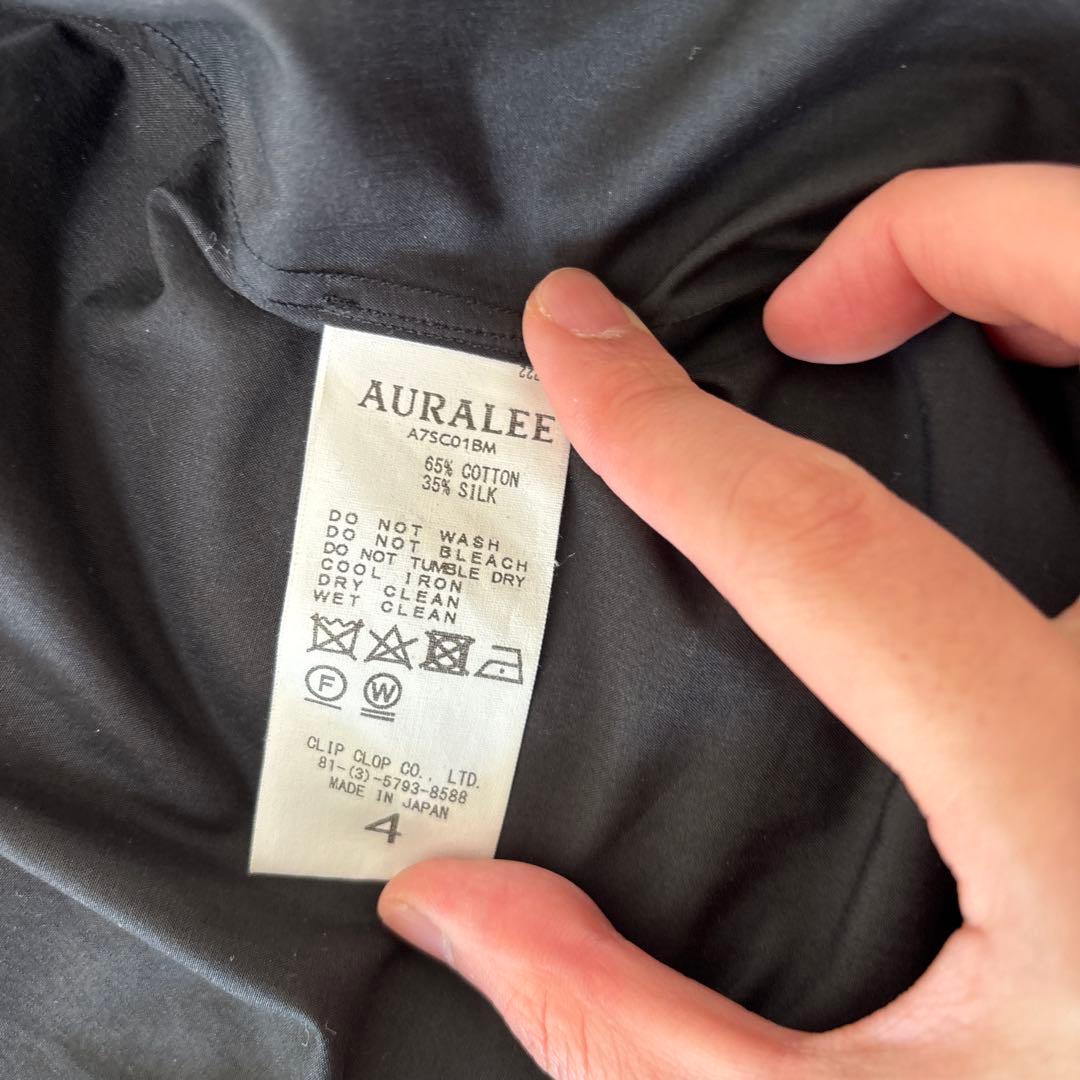 AURALEE
A7SC01BM
65% COTTON
35% SILK
DO NOT WASH
DO NOT BLEACH
DO NOT TUMBLE DRY
COOL IRON
DRY CLEAN
WET CLEAN
F W
CLIP CLOP CO., LTD.
81-(3)-5793-8588
MADE IN JAPAN
4